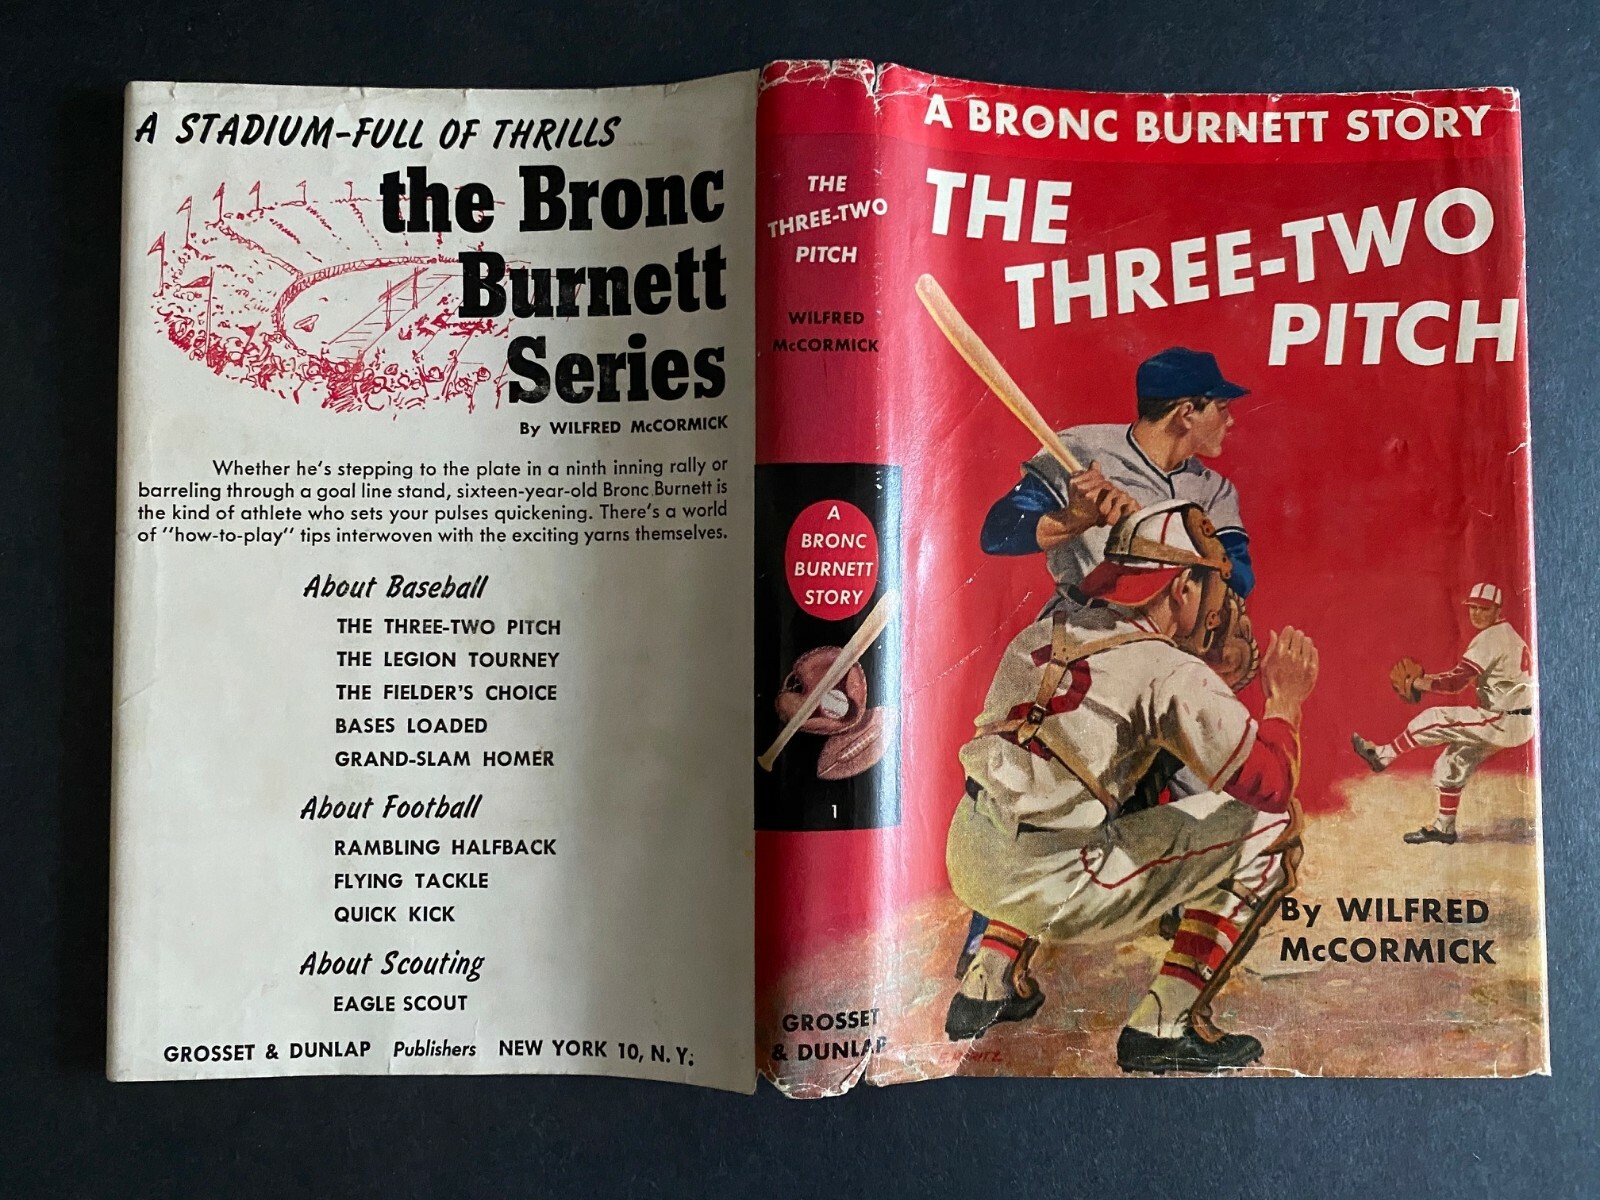 A STADIUM-FULL OF THRILLS
the Bronc
Burnett
Series
By WILFRED McCORMICK
Whether he's stepping to the plate in a ninth inning rally or
barreling through a goal line stand, sixteen-year-old Bronc Burnett is
the kind of athlete who sets your pulses quickening. There's a world
of "how-to-play" tips interwoven with the exciting yarns themselves.
About Baseball
THE THREE-TWO PITCH
THE LEGION TOURNEY
THE FIELDER'S CHOICE
BASES LOADED
GRAND-SLAM HOMER
About Football
RAMBLING HALFBACK
FLYING TACKLE
QUICK KICK
About Scouting
EAGLE SCOUT
GROSSET & DUNLAP Publishers NEW YORK 10, N. Y.
THE
THREE-TWO
PITCH
WILFRED
McCORMICK
A
BRONC
BURNETT
STORY
1
GROSSET
& DUNLAP
A BRONC BURNETT STORY
THE
THREE-TWO
PITCH
By WILFRED
McCORMICK